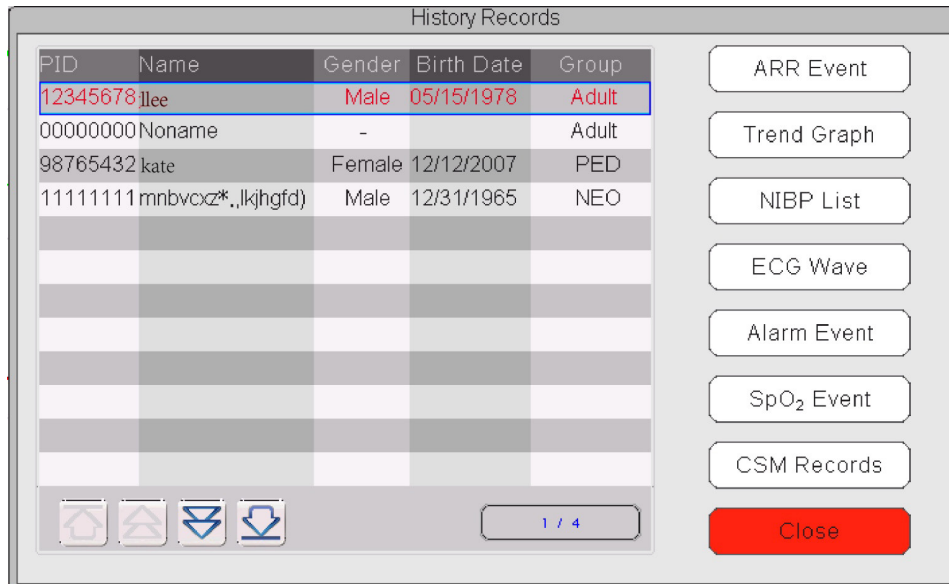 History Records
PID Name Gender Birth Date Group
12345678 llee Male 05/15/1978 Adult
00000000 Noname - Adult
98765432 kate Female 12/12/2007 PED
11111111 mnbvcxz*.,lkjhgfd) Male 12/31/1965 NEO
1 / 4
ARR Event
Trend Graph
NIBP List
ECG Wave
Alarm Event
SpO₂ Event
CSM Records
Close